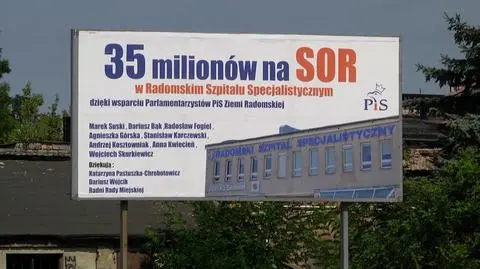 35 milionów na SOR
w Radomskim Szpitalu Specjalistycznym
dzięki wsparciu Parlamentarzystów PiS Ziemi Radomskiej
PiS
Marek Suski , Dariusz Bąk ,Radosław Fogiel ,
Agnieszka Górska , Stanisław Karczewski ,
Andrzej Kosztowniak , Anna Kwiecień ,
Wojciech Skurkiewicz
Dziękują :
Katarzyna Pastuszka-Chrobotowicz
Dariusz Wójcik
Radni Rady Miejskiej
RADOMSKI SZPITAL SPECJALISTYCZNY